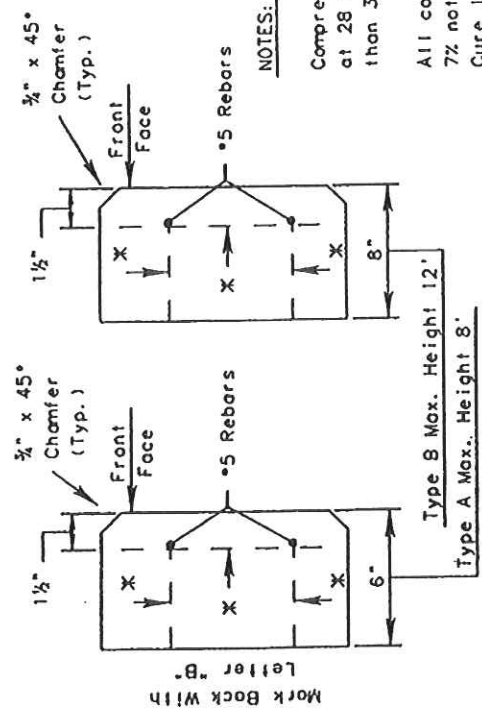 ¾" x 45°
Chamfer
(Typ.)
1½"
Front
Face
#5 Rebars
6"
Mark Back With
Letter "B"
¾" x 45°
Chamfer
(Typ.)
1½"
Front
Face
#5 Rebars
8"
Type B Max. Height 12'
Type A Max. Height 8'
NOTES:
Compre
at 28
than 3
All co
7% not
Cure